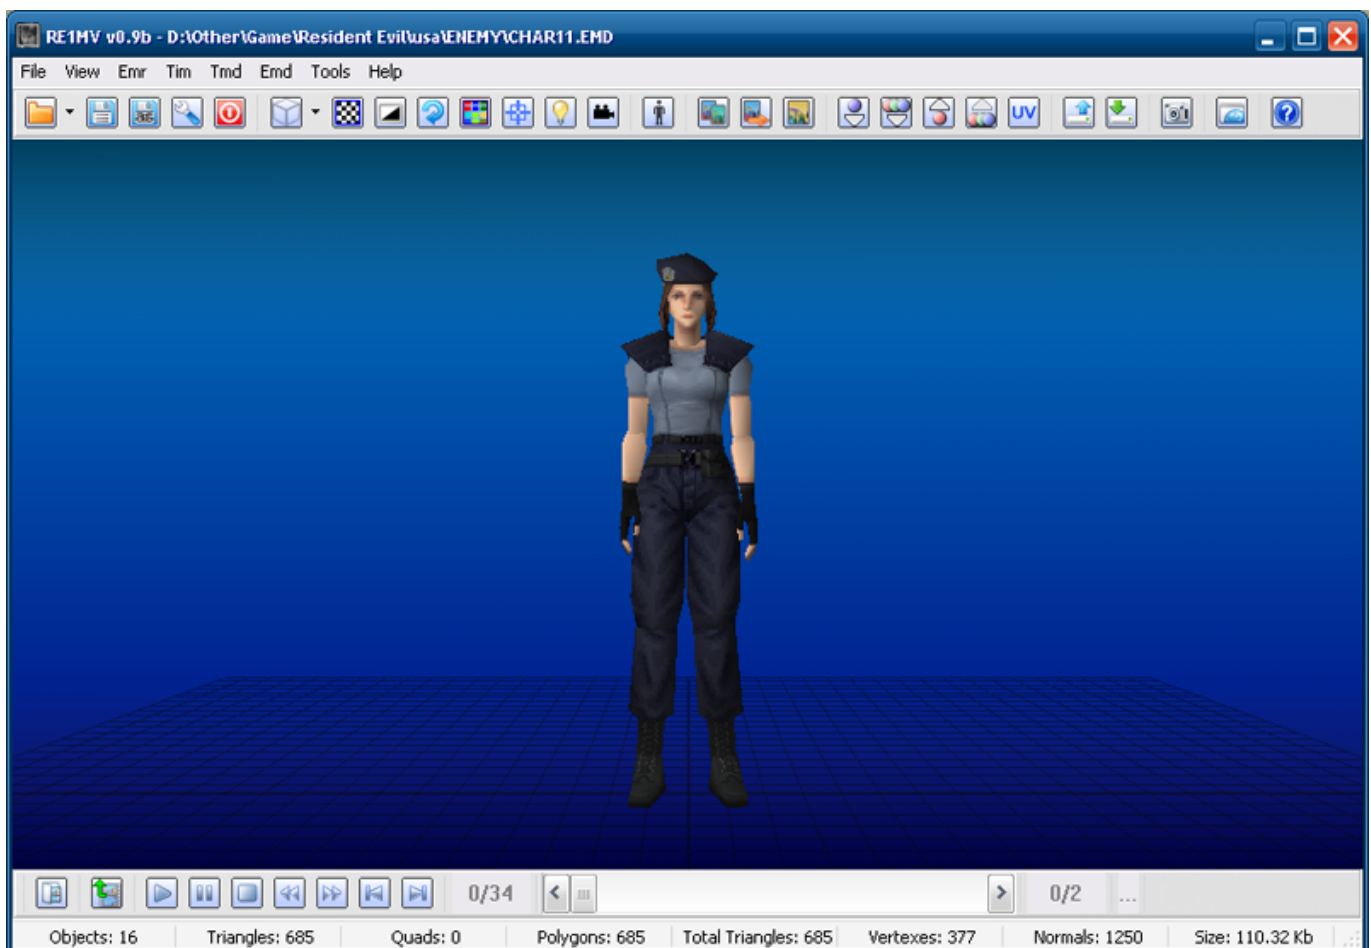 RE1MV v0.9b - D:\Other\Game\Resident Evil\usa\ENEMY\CHAR11.EMD
File View Emr Tim Tmd Emd Tools Help
UV
0/34 0/2 ...
Objects: 16 Triangles: 685 Quads: 0 Polygons: 685 Total Triangles: 685 Vertexes: 377 Normals: 1250 Size: 110.32 Kb